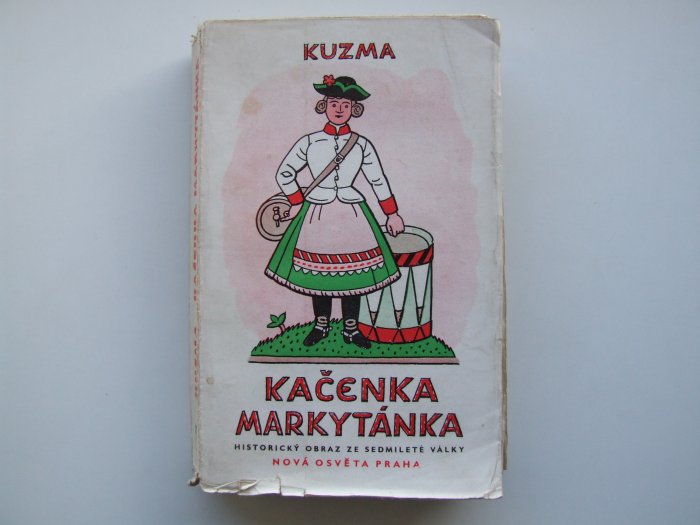 KUZMA
KAČENKA
MARKYTÁNKA
HISTORICKÝ OBRAZ ZE SEDMILETÉ VÁLKY
NOVÁ OSVĚTA PRAHA